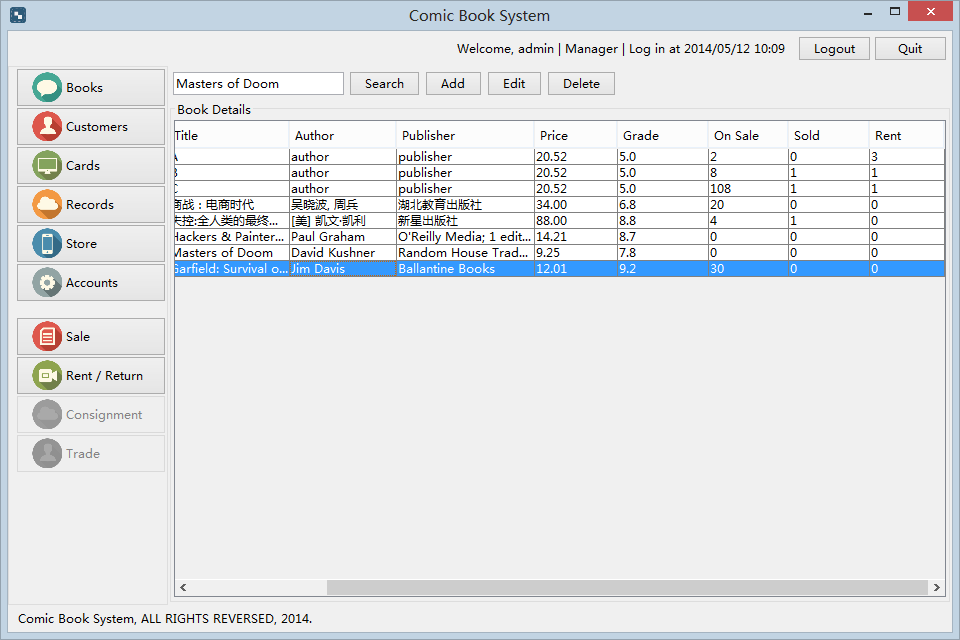 Comic Book System
Welcome, admin | Manager | Log in at 2014/05/12 10:09 Logout Quit
Books
Customers
Cards
Records
Store
Accounts
Sale
Rent / Return
Consignment
Trade
Masters of Doom Search Add Edit Delete
Book Details
Title Author Publisher Price Grade On Sale Sold Rent
A author publisher 20.52 5.0 2 0 3
B author publisher 20.52 5.0 8 1 1
C author publisher 20.52 5.0 108 1 1
商战：电商时代 吴晓波, 周兵 湖北教育出版社 34.00 6.8 20 0 0
失控:全人类的最终... [美] 凯文·凯利 新星出版社 88.00 8.8 4 1 0
Hackers & Painter... Paul Graham O'Reilly Media; 1 edit... 14.21 8.7 0 0 0
Masters of Doom David Kushner Random House Trad... 9.25 7.8 0 0 0
Garfield: Survival o... Jim Davis Ballantine Books 12.01 9.2 30 0 0
Comic Book System, ALL RIGHTS REVERSED, 2014.